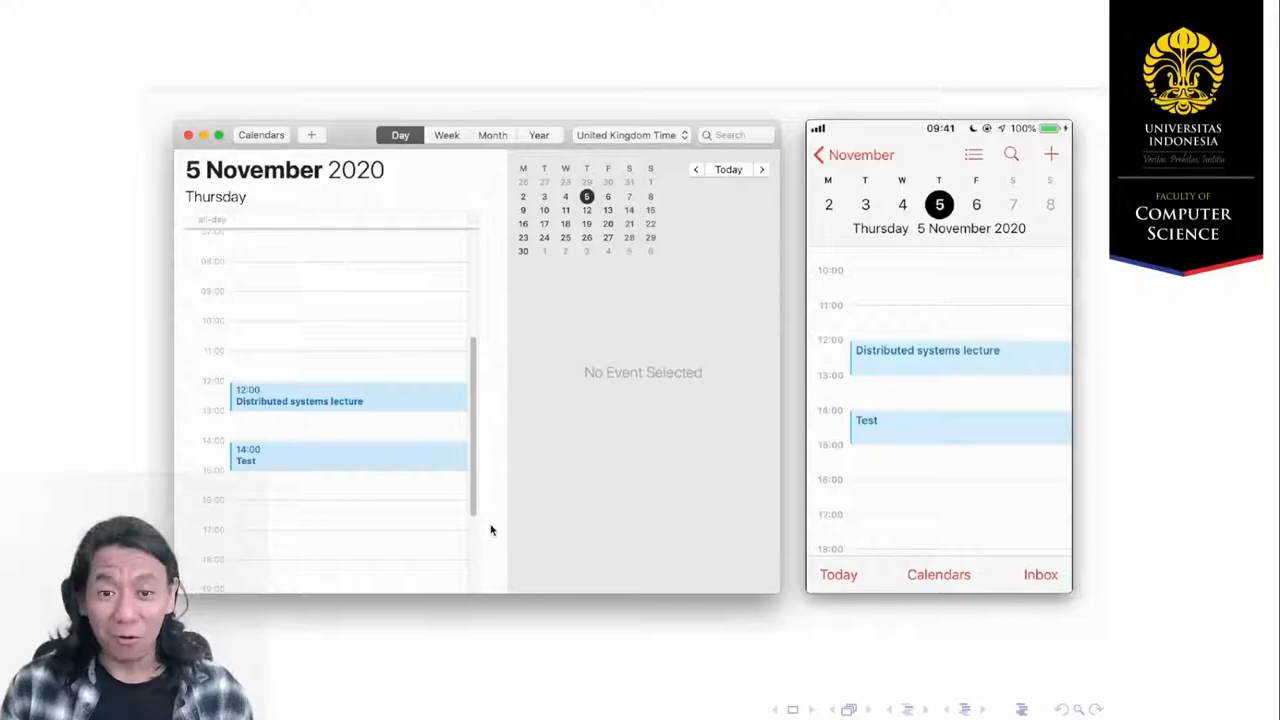 Calendars + Day Week Month Year United Kingdom Time Search
5 November 2020
Thursday
all-day
07:00
08:00
09:00
10:00
11:00
12:00
13:00
14:00
15:00
16:00
17:00
18:00
19:00
12:00
Distributed systems lecture
14:00
Test
M T W T F S S
26 27 28 29 30 31 1
2 3 4 5 6 7 8
9 10 11 12 13 14 15
16 17 18 19 20 21 22
23 24 25 26 27 28 29
30 1 2 3 4 5 6
< Today >
No Event Selected
09:41 100%
November
M T W T F S S
2 3 4 5 6 7 8
Thursday 5 November 2020
10:00
11:00
12:00
Distributed systems lecture
13:00
14:00
Test
15:00
16:00
17:00
18:00
Today Calendars Inbox
UNIVERSITAS
INDONESIA
Veritas, Probitas, Iustitia
FACULTY OF
COMPUTER
SCIENCE